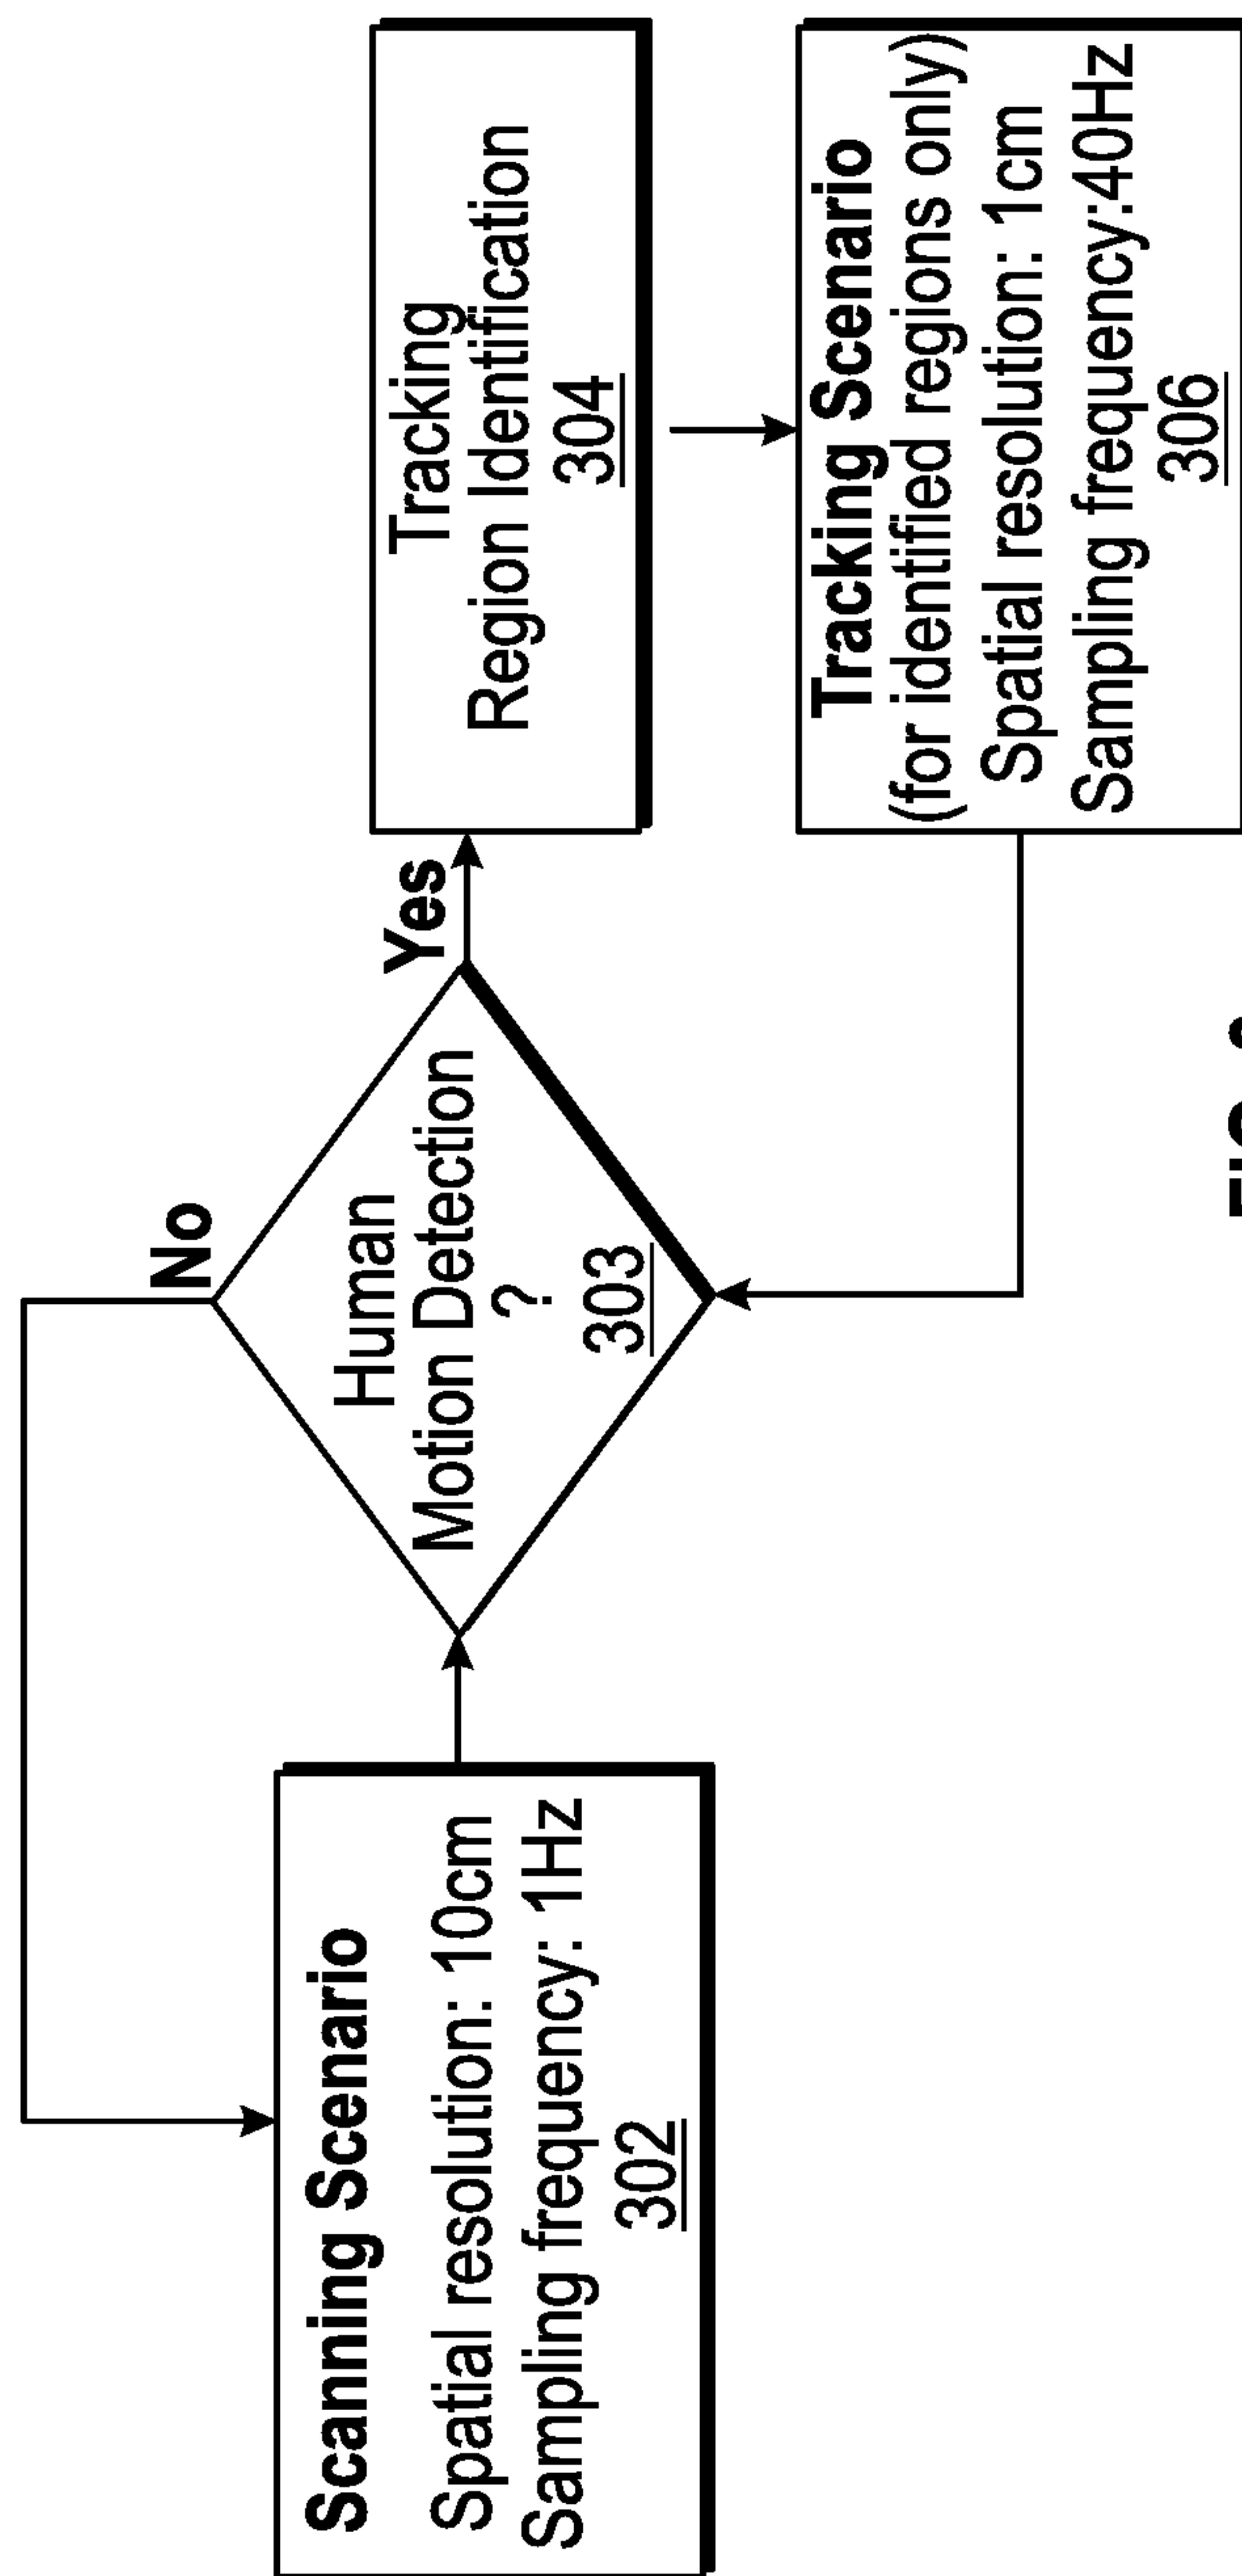 Scanning Scenario
Spatial resolution: 10cm
Sampling frequency: 1Hz
302
No
Human
Motion Detection
?
303
Yes
Tracking
Region Identification
304
Tracking Scenario
(for identified regions only)
Spatial resolution: 1cm
Sampling frequency:40Hz
306